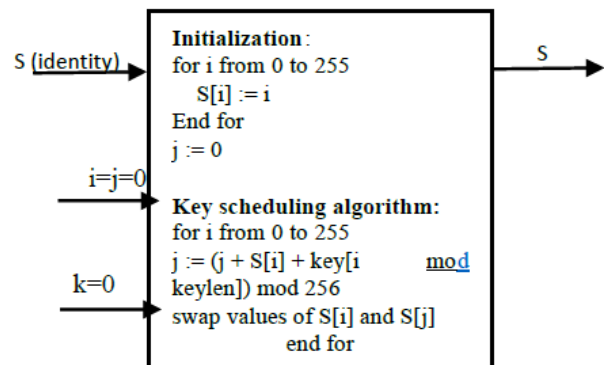 S (identity)
Initialization:
for i from 0 to 255
S[i] := i
End for
j := 0
S
i=j=0
Key scheduling algorithm:
for i from 0 to 255
j := (j + S[i] + key[i mod
keylen]) mod 256
swap values of S[i] and S[j]
end for
k=0